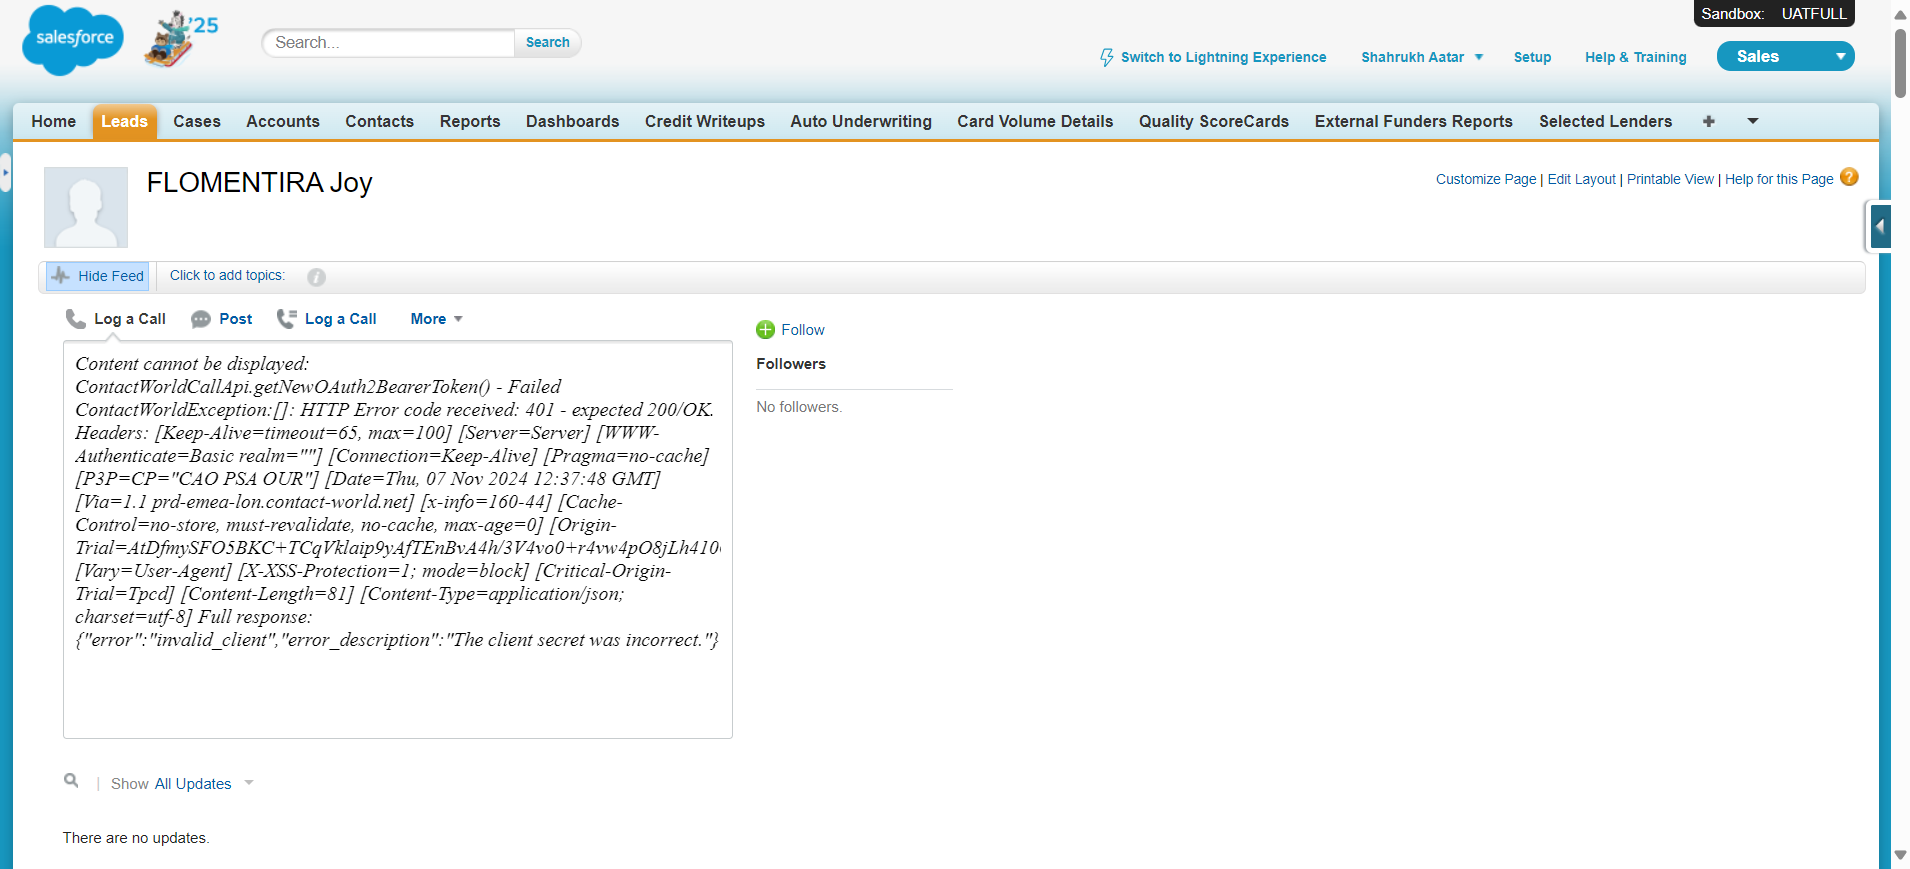 Sandbox: UATFULL
salesforce
'25
Search...
Search
Switch to Lightning Experience
Shahrukh Aatar
Setup
Help & Training
Sales
Home
Leads
Cases
Accounts
Contacts
Reports
Dashboards
Credit Writeups
Auto Underwriting
Card Volume Details
Quality ScoreCards
External Funders Reports
Selected Lenders
FLOMENTIRA Joy
Customize Page | Edit Layout | Printable View | Help for this Page ?
Hide Feed
Click to add topics:
i
Log a Call
Post
Log a Call
More
Follow
Followers
No followers.
Content cannot be displayed:
ContactWorldCallApi.getNewOAuth2BearerToken() - Failed
ContactWorldException:[]: HTTP Error code received: 401 - expected 200/OK.
Headers: [Keep-Alive=timeout=65, max=100] [Server=Server] [WWW-
Authenticate=Basic realm=""] [Connection=Keep-Alive] [Pragma=no-cache]
[P3P=CP="CAO PSA OUR"] [Date=Thu, 07 Nov 2024 12:37:48 GMT]
[Via=1.1 prd-emea-lon.contact-world.net] [x-info=160-44] [Cache-
Control=no-store, must-revalidate, no-cache, max-age=0] [Origin-
Trial=AtDfmySFO5BKC+TCqVklaip9yAfTEnBvA4h/3V4vo0+r4vw4pO8jLh410
[Vary=User-Agent] [X-XSS-Protection=1; mode=block] [Critical-Origin-
Trial=Tpcd] [Content-Length=81] [Content-Type=application/json;
charset=utf-8] Full response:
{"error":"invalid_client","error_description":"The client secret was incorrect."}
Show All Updates
There are no updates.